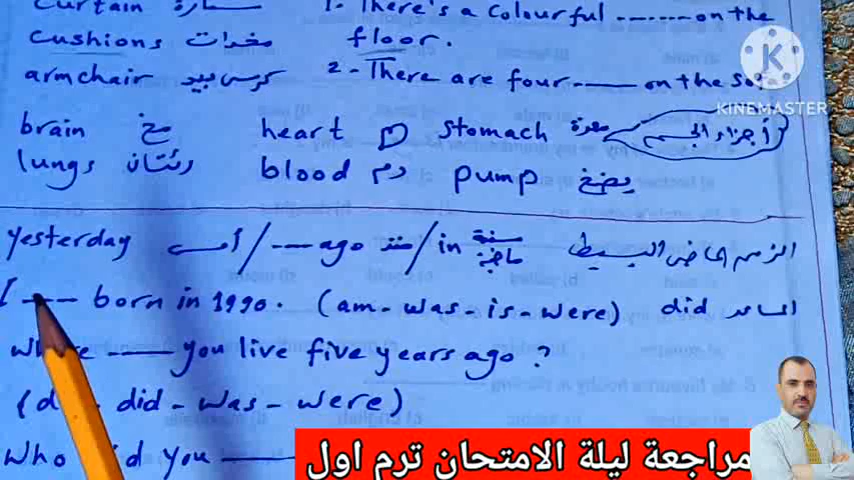 curtain ستارة 1- There's a colourful ------- on the
cushions مخدات floor.
armchair كرسي بيد 2- There are four ---- on the sofa
KINEMASTER
brain مخ heart stomach معدة أجزاء الجسم
lungs رئتان blood دم pump يضخ
yesterday أمس / --- ago منذ / in سنة ماضية الزمن الماضي البسيط
I --- born in 1990. (am - was - is - were) did المساعد
where --- you live five years ago ?
did - was - were)
who did you ---
مراجعة ليلة الامتحان ترم اول